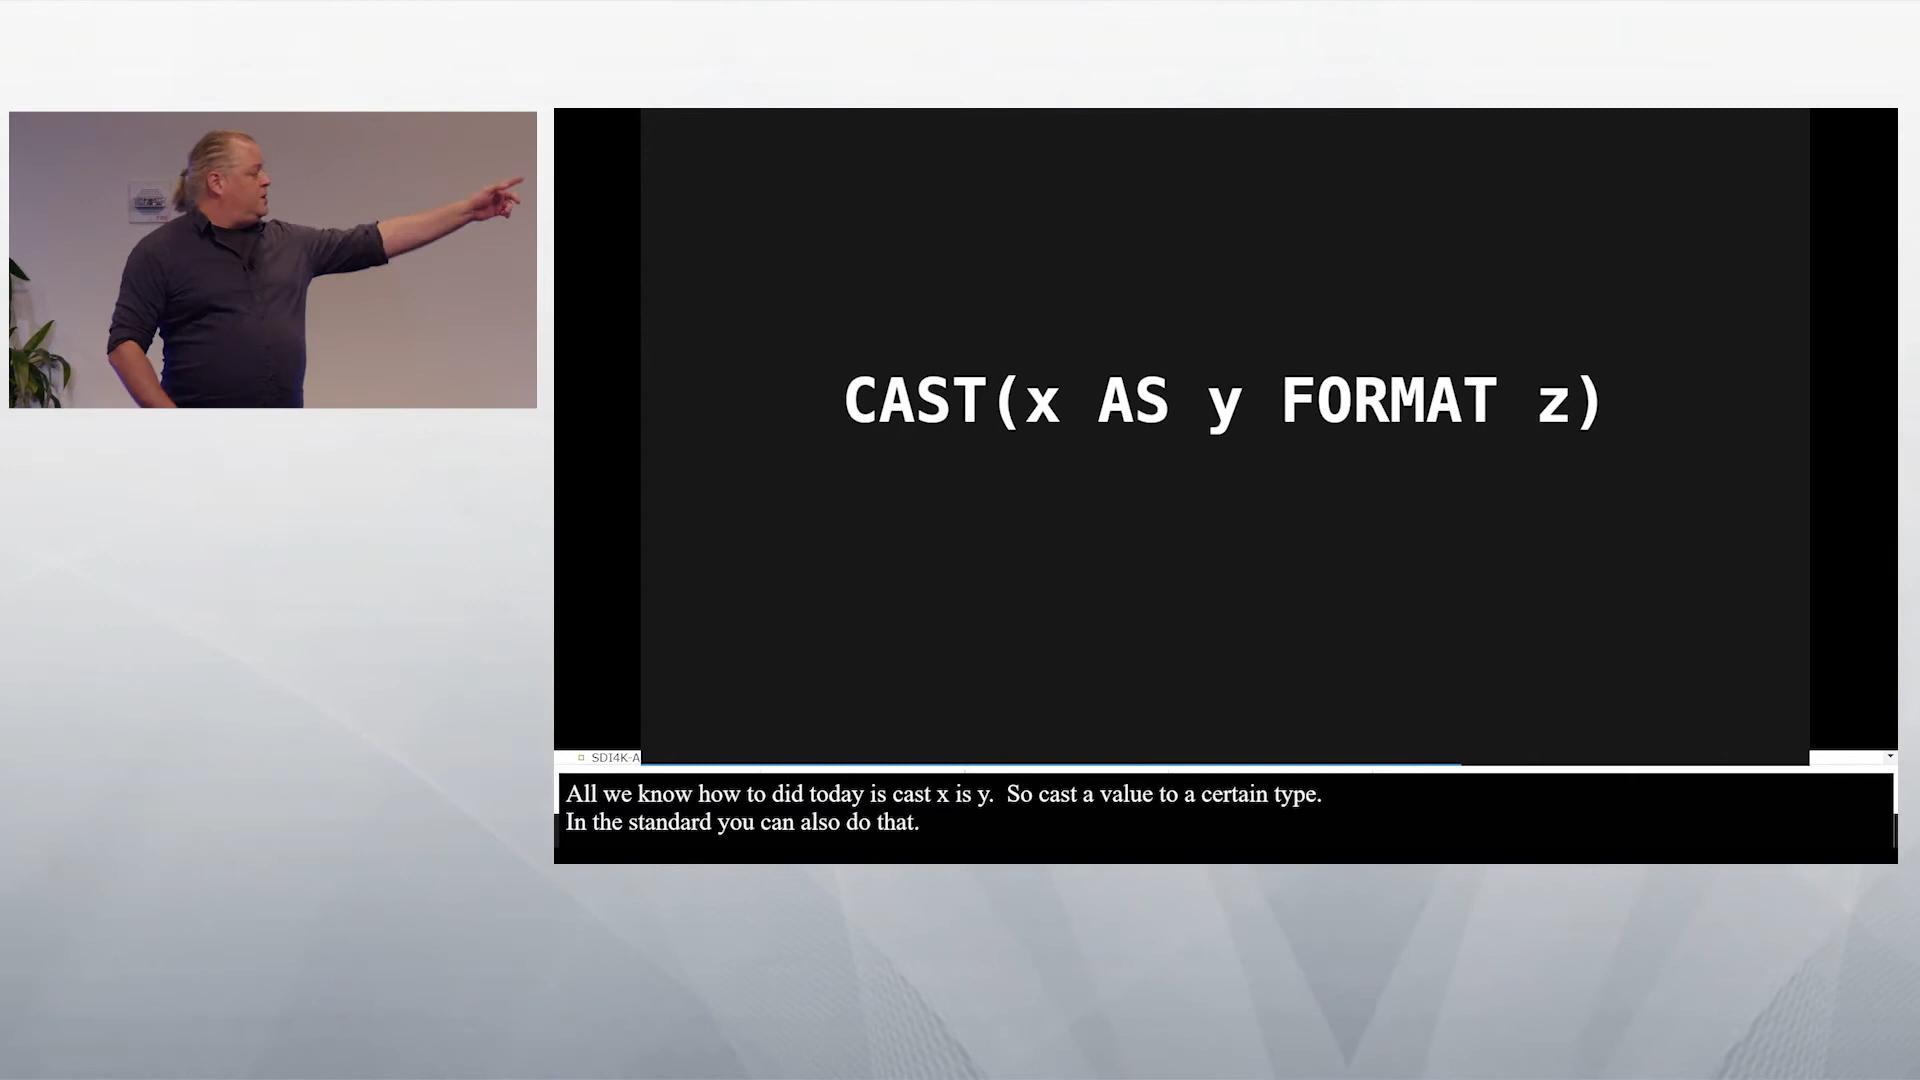 CAST(x AS y FORMAT z)
SDI4K-A
All we know how to did today is cast x is y.  So cast a value to a certain type.
In the standard you can also do that.